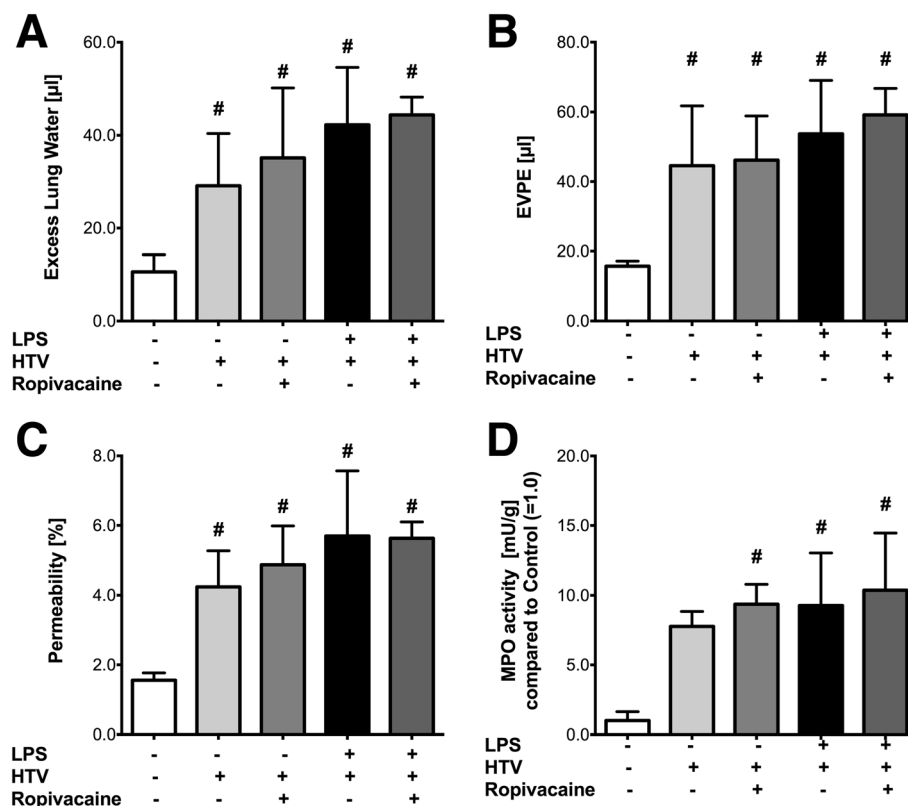 A
60.0
40.0
20.0
0.0
Excess Lung Water [µl]
# # # #
LPS - - - + +
HTV - + + + +
Ropivacaine - - + - +
B
80.0
60.0
40.0
20.0
0.0
EVPE [µl]
# # # #
LPS - - - + +
HTV - + + + +
Ropivacaine - - + - +
C
8.0
6.0
4.0
2.0
0.0
Permeability [%]
# # # #
LPS - - - + +
HTV - + + + +
Ropivacaine - - + - +
D
20.0
15.0
10.0
5.0
0.0
MPO activity [mU/g]
compared to Control (=1.0)
# # #
LPS - - - + +
HTV - + + + +
Ropivacaine - - + - +